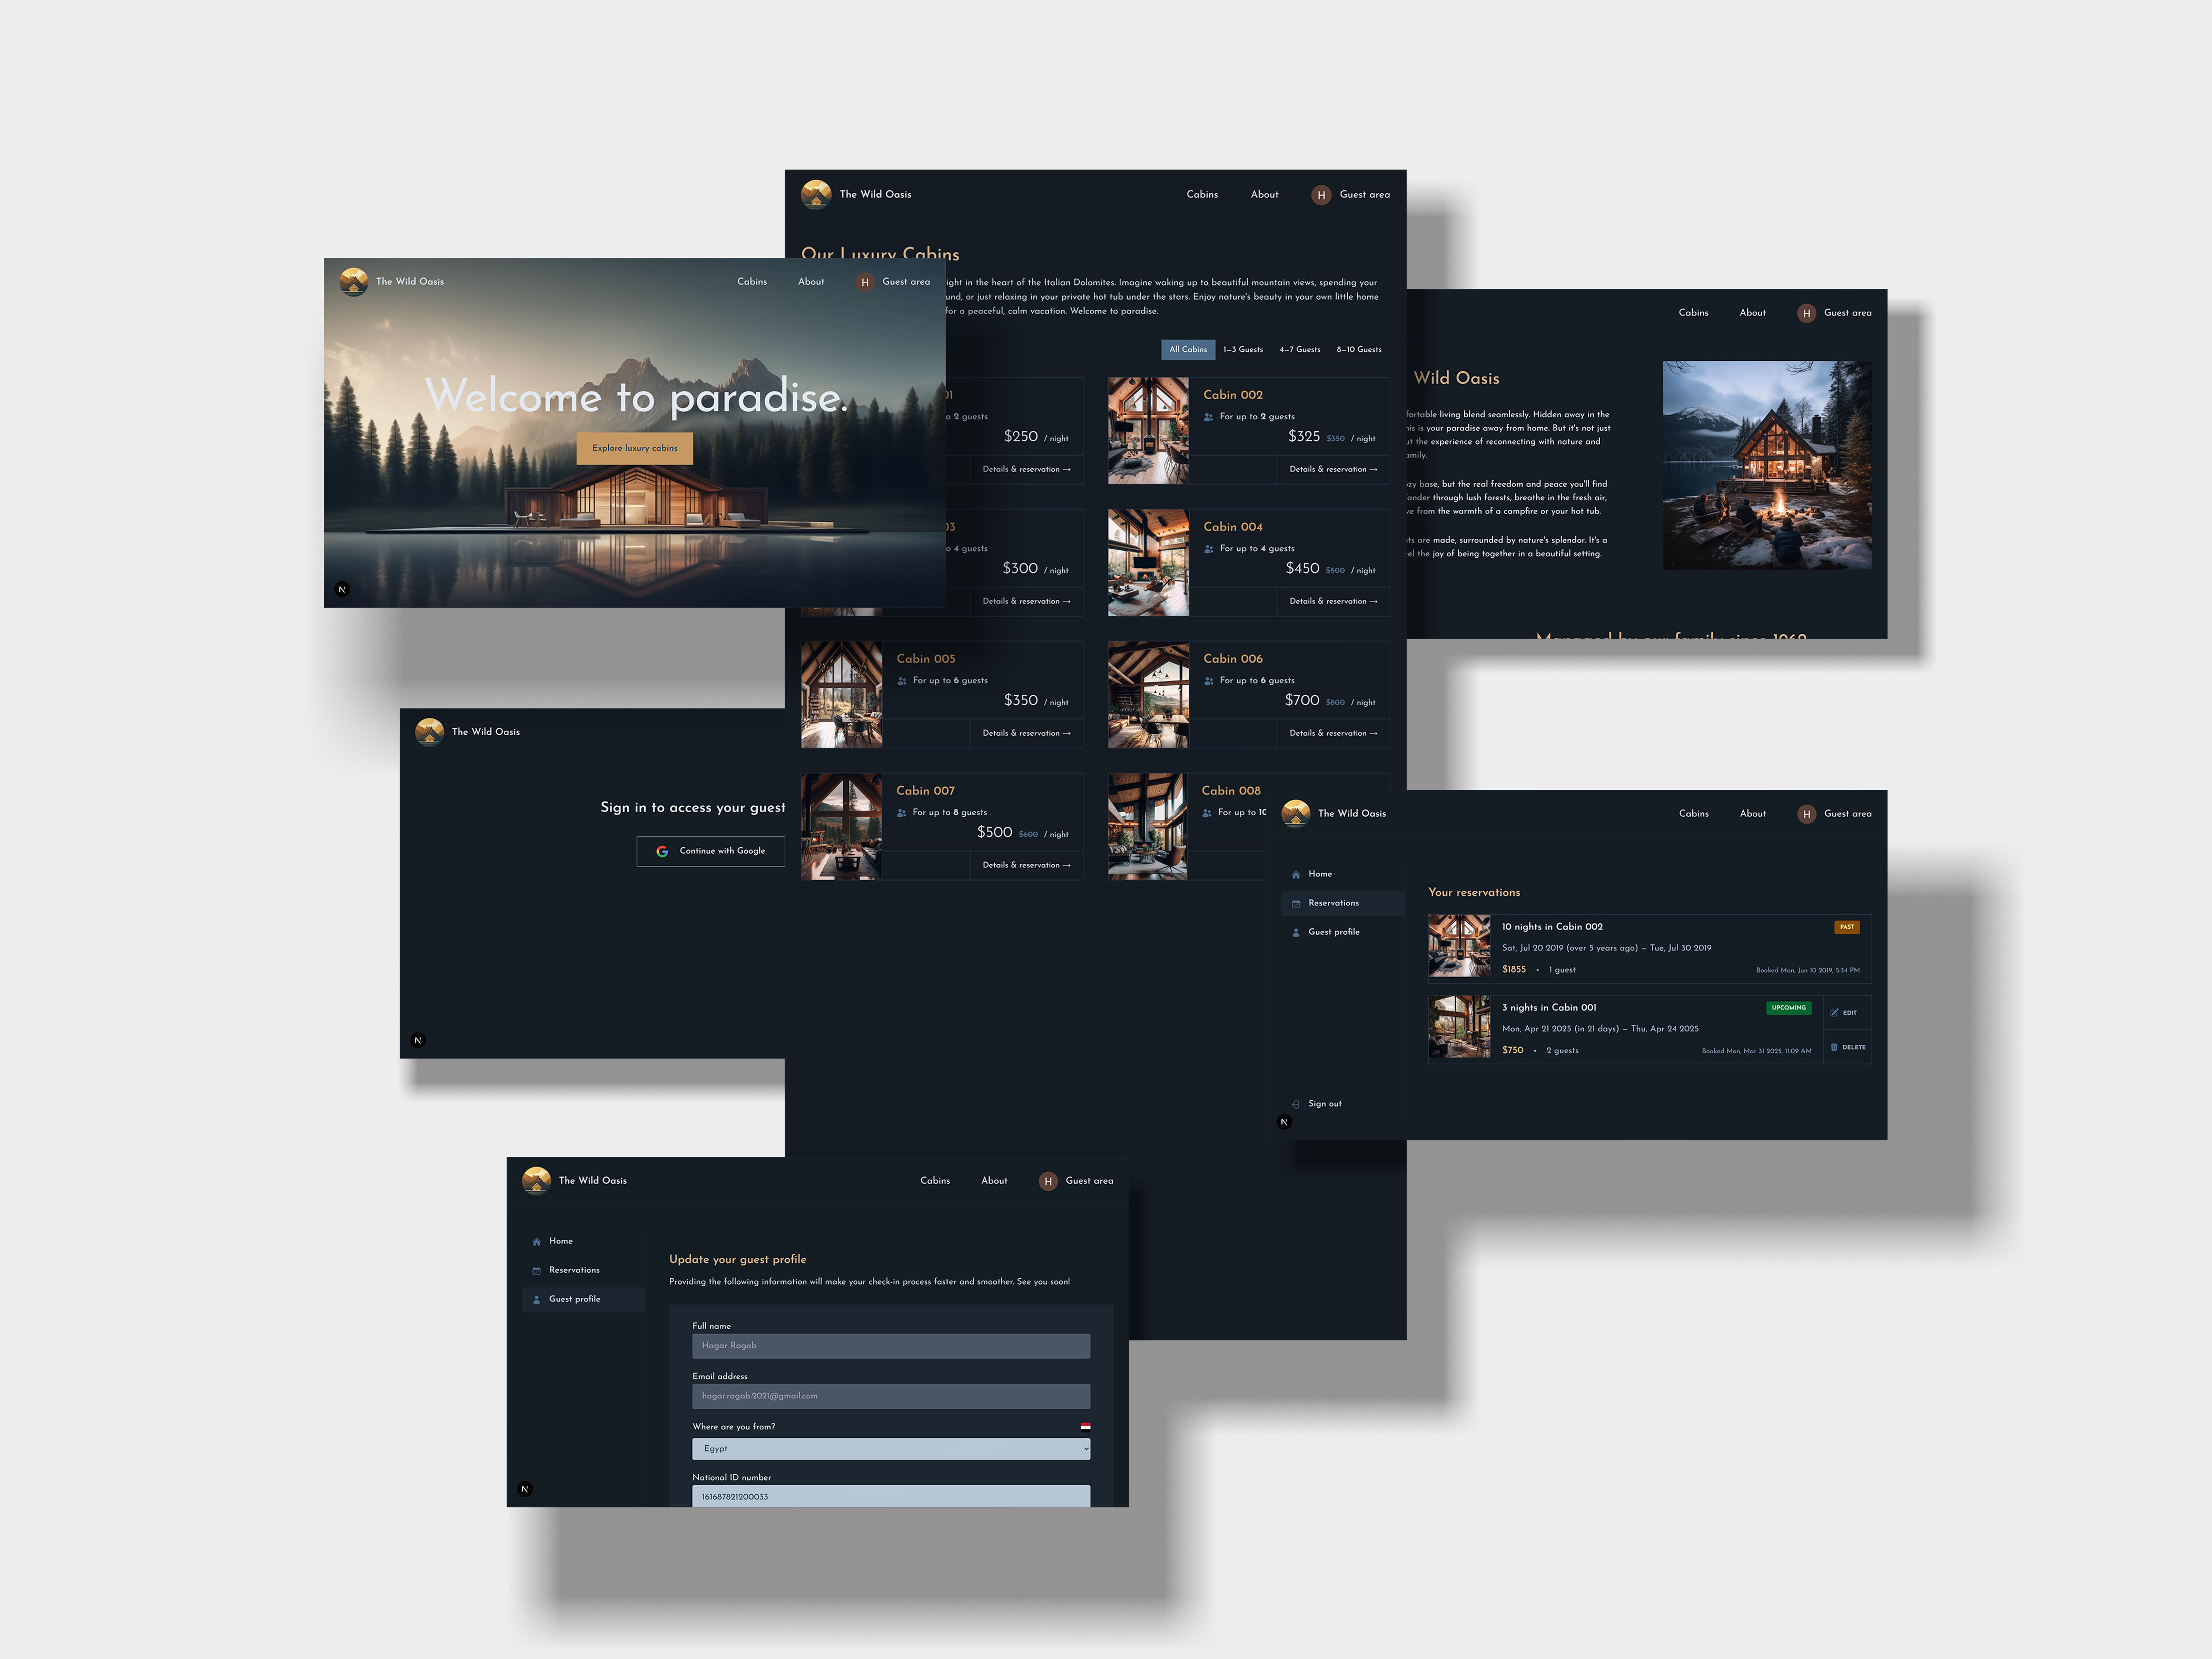 The Wild Oasis
Cabins
About
H
Guest area
Our Luxury Cabins
ight in the heart of the Italian Dolomites. Imagine waking up to beautiful mountain views, spending your
und, or just relaxing in your private hot tub under the stars. Enjoy nature's beauty in your own little home
for a peaceful, calm vacation. Welcome to paradise.
All Cabins
1–3 Guests
4–7 Guests
8–10 Guests
01
o 2 guests
$250 / night
Details & reservation →
Cabin 002
For up to 2 guests
$325 $350 / night
Details & reservation →
03
o 4 guests
$300 / night
Details & reservation →
Cabin 004
For up to 4 guests
$450 $500 / night
Details & reservation →
Cabin 005
For up to 6 guests
$350 / night
Details & reservation →
Cabin 006
For up to 6 guests
$700 $800 / night
Details & reservation →
Cabin 007
For up to 8 guests
$500 $600 / night
Details & reservation →
Cabin 008
For up to 10
The Wild Oasis
Cabins
About
H
Guest area
Welcome to paradise.
Explore luxury cabins
N
Cabins
About
H
Guest area
Wild Oasis
fortable living blend seamlessly. Hidden away in the
his is your paradise away from home. But it's not just
ut the experience of reconnecting with nature and
amily.
ozy base, but the real freedom and peace you'll find
ander through lush forests, breathe in the fresh air,
ve from the warmth of a campfire or your hot tub.
nts are made, surrounded by nature's splendor. It's a
eel the joy of being together in a beautiful setting.
Managed by our family since 1962
The Wild Oasis
Sign in to access your guest
Continue with Google
N
The Wild Oasis
Cabins
About
H
Guest area
Home
Reservations
Guest profile
Sign out
N
Your reservations
10 nights in Cabin 002
PAST
Sat, Jul 20 2019 (over 5 years ago) — Tue, Jul 30 2019
$1855 • 1 guest
Booked Mon, Jun 10 2019, 5:34 PM
3 nights in Cabin 001
UPCOMING
Mon, Apr 21 2025 (in 21 days) — Thu, Apr 24 2025
$750 • 2 guests
Booked Mon, Mar 31 2025, 11:09 AM
EDIT
DELETE
The Wild Oasis
Cabins
About
H
Guest area
Home
Reservations
Guest profile
N
Update your guest profile
Providing the following information will make your check-in process faster and smoother. See you soon!
Full name
Hagar Ragab
Email address
hagar.ragab.2021@gmail.com
Where are you from?
Egypt
National ID number
161687821200033